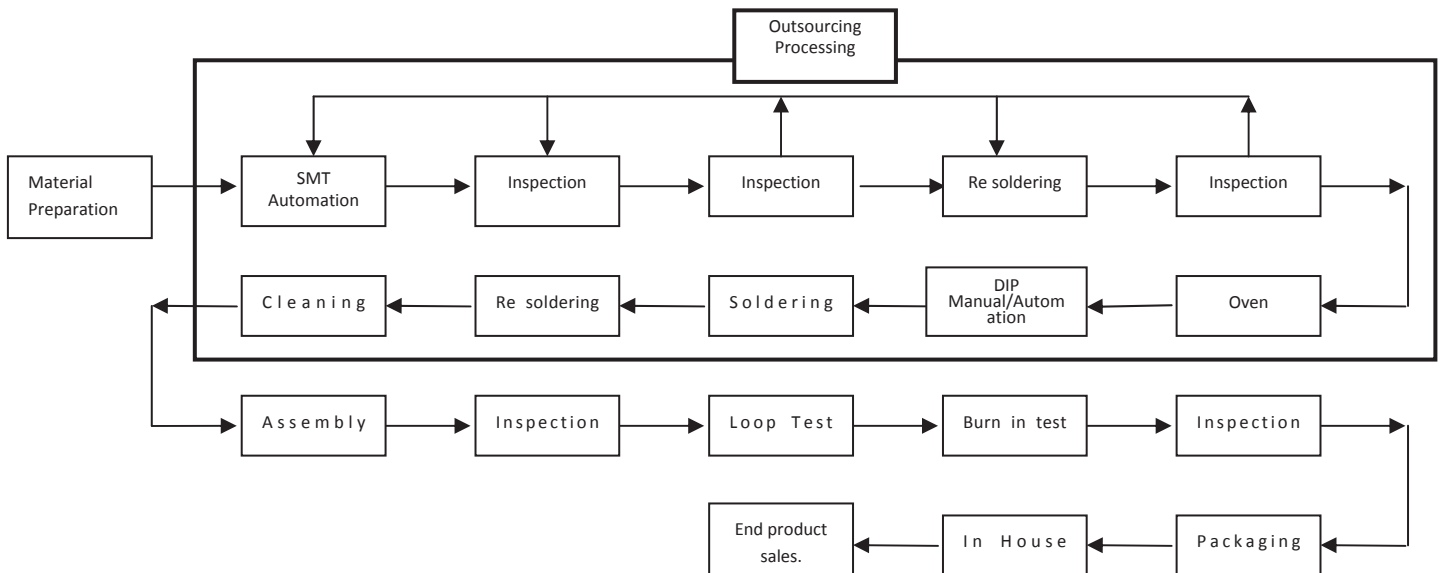 Outsourcing
Processing
Material
Preparation
SMT
Automation
Inspection
Inspection
Re soldering
Inspection
Cleaning
Re soldering
Soldering
DIP
Manual/Autom
ation
Oven
Assembly
Inspection
Loop Test
Burn in test
Inspection
End product
sales.
In House
Packaging